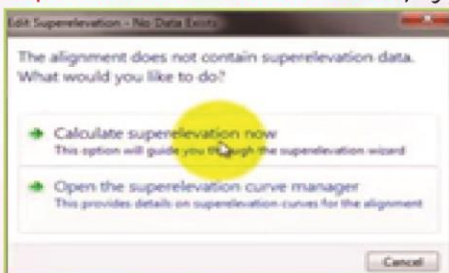 Edit Superelevation - No Data Exists
The alignment does not contain superelevation data.
What would you like to do?
Calculate superelevation now
This option will guide you through the superelevation wizard
Open the superelevation curve manager
This provides details on superelevation curves for the alignment
Cancel